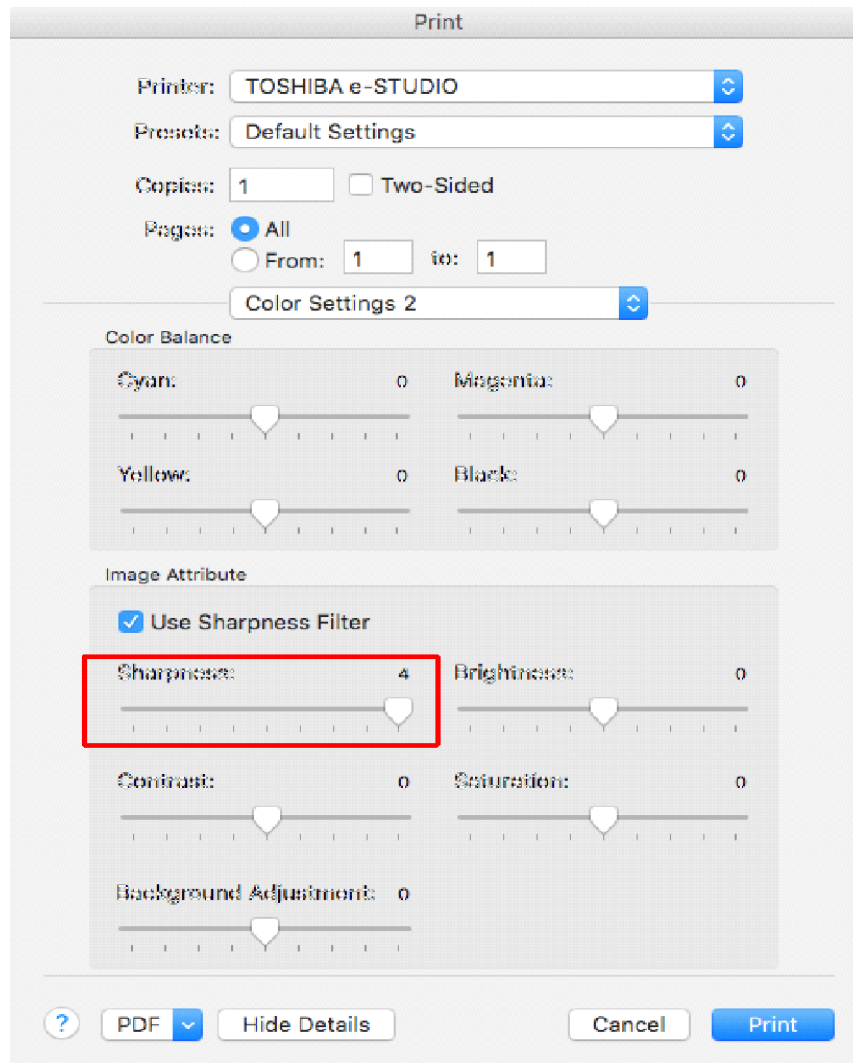 Print
Printer: TOSHIBA e-STUDIO
Presets: Default Settings
Copies: 1 Two-Sided
Pages: All
From: 1 to: 1
Color Settings 2
Color Balance
Cyan: 0 Magenta: 0
Yellow: 0 Black: 0
Image Attribute
Use Sharpness Filter
Sharpness: 4 Brightness: 0
Contrast: 0 Saturation: 0
Background Adjustment: 0
? PDF Hide Details Cancel Print